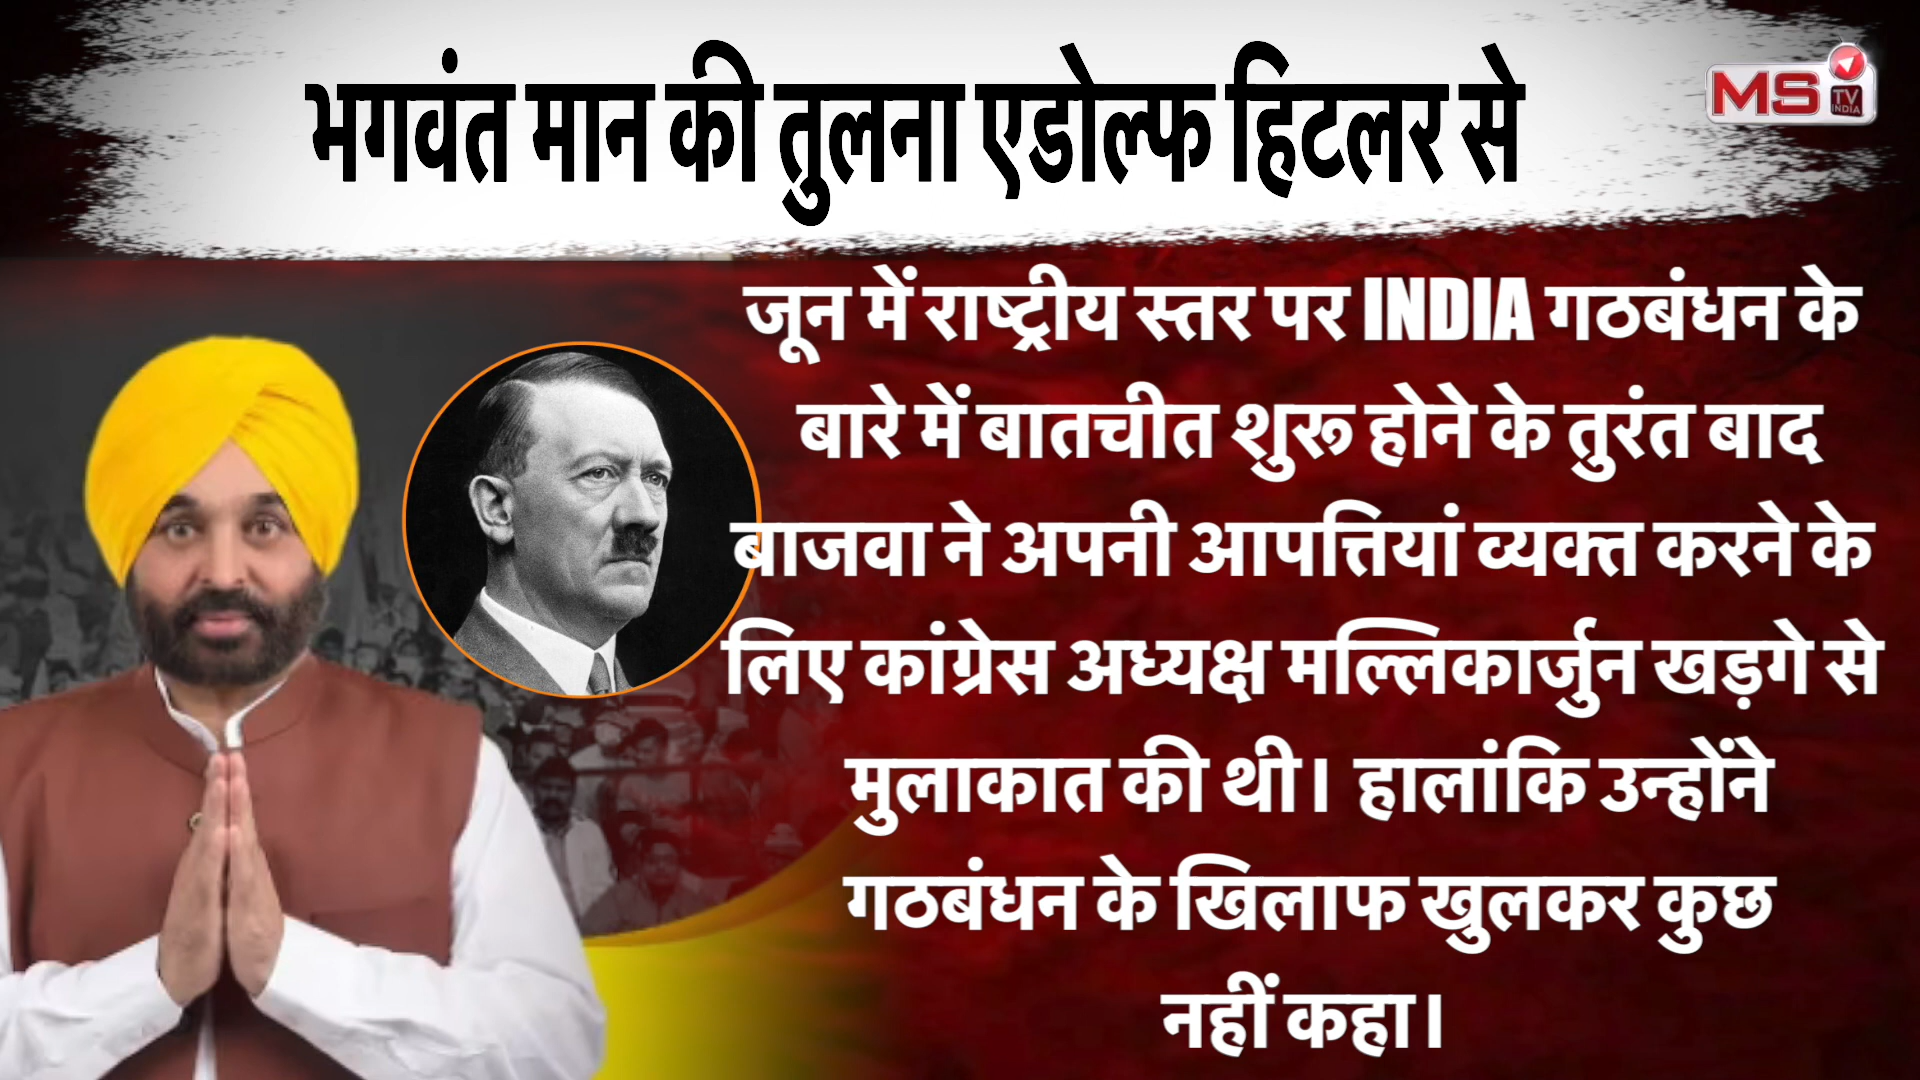 भगवंत मान की तुलना एडोल्फ हिटलर से
MS
TV
INDIA
जून में राष्ट्रीय स्तर पर INDIA गठबंधन के
बारे में बातचीत शुरू होने के तुरंत बाद
बाजवा ने अपनी आपत्तियां व्यक्त करने के
लिए कांग्रेस अध्यक्ष मल्लिकार्जुन खड़गे से
मुलाकात की थी। हालांकि उन्होंने
गठबंधन के खिलाफ खुलकर कुछ
नहीं कहा।